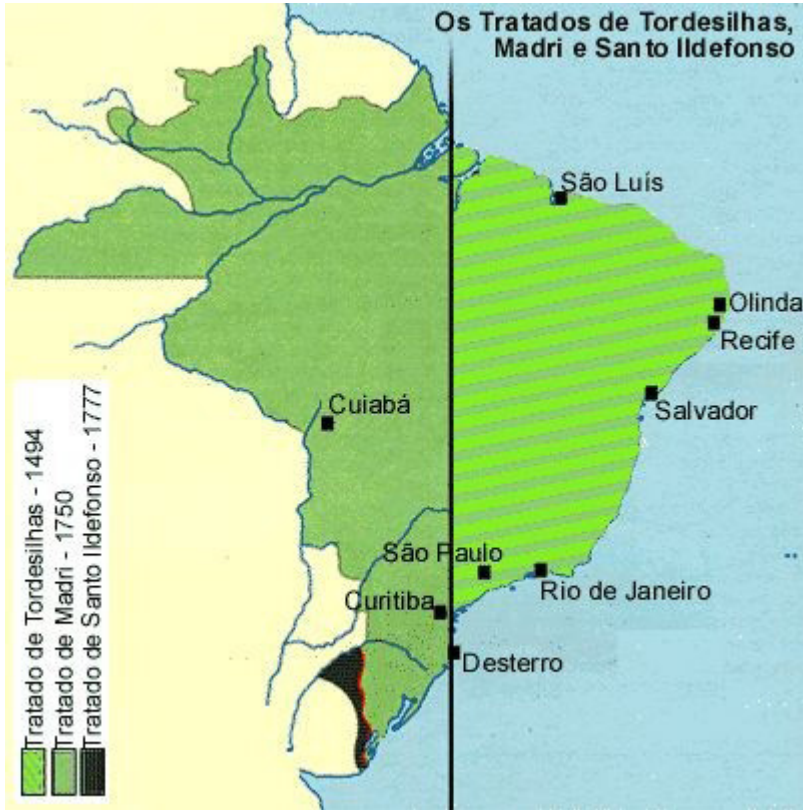 Os Tratados de Tordesilhas,
Madri e Santo Ildefonso
São Luís
Olinda
Recife
Salvador
Cuiabá
São Paulo
Rio de Janeiro
Curitiba
Desterro
Tratado de Tordesilhas - 1494
Tratado de Madri - 1750
Tratado de Santo Ildefonso - 1777